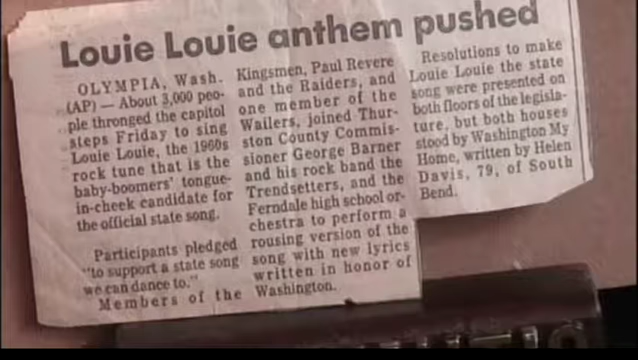 Louie Louie anthem pushed
OLYMPIA, Wash.
(AP) — About 3,000 peo-
ple thronged the capitol
steps Friday to sing
Louie Louie, the 1960s
rock tune that is the
baby-boomers' tongue-
in-cheek candidate for
the official state song.
Participants pledged
"to support a state song
we can dance to."
Members of the
Kingsmen, Paul Revere
and the Raiders, and
one member of the
Wailers, joined Thur-
ston County Commis-
sioner George Barner
and his rock band the
Trendsetters, and the
Ferndale high school or-
chestra to perform a
rousing version of the
song with new lyrics
written in honor of
Washington.
Resolutions to make
Louie Louie the state
song were presented on
both floors of the legisla-
ture, but both houses
stood by Washington My
Home, written by Helen
Davis, 79, of South
Bend.